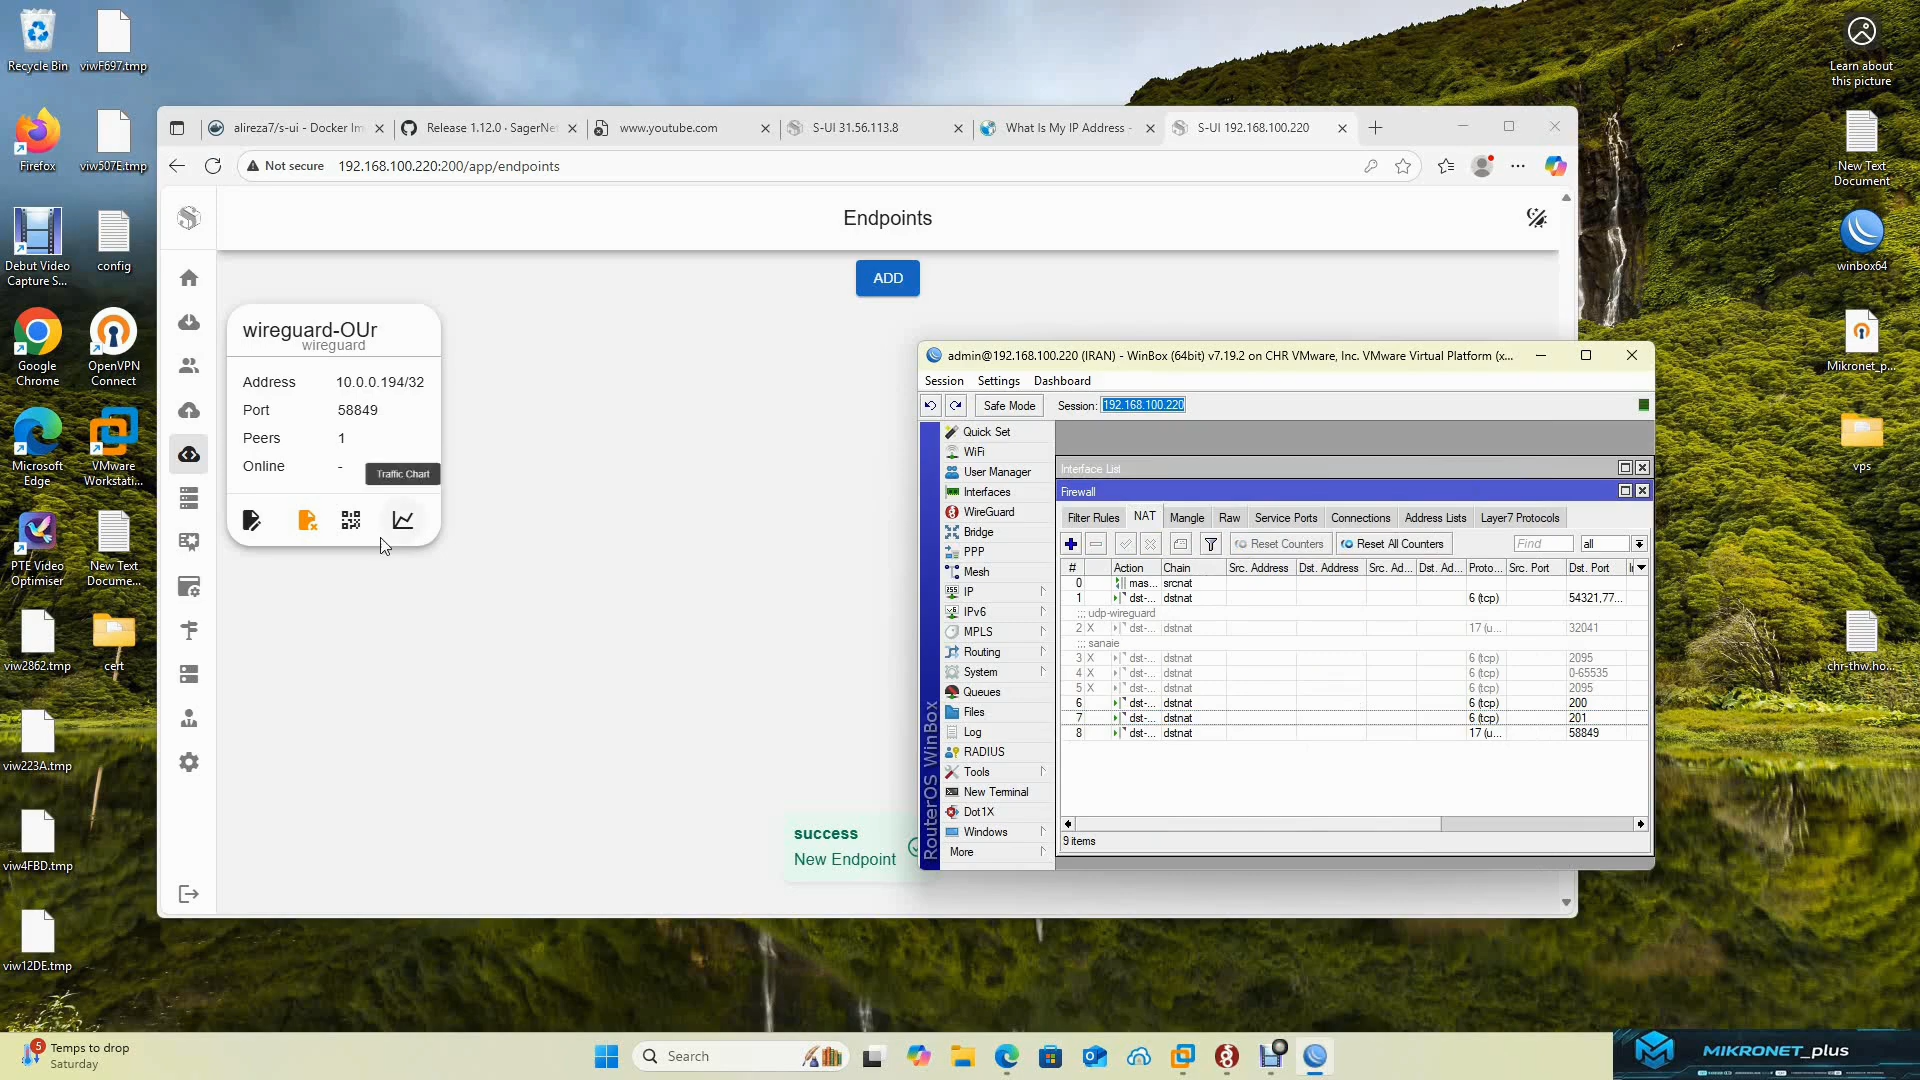 Recycle Bin
viwF697.tmp
Firefox
viw507E.tmp
Debut Video
Capture S...
config
Google
Chrome
OpenVPN
Connect
Microsoft
Edge
VMware
Workstati...
PTE Video
Optimiser
New Text
Docume...
viw2862.tmp
cert
viw223A.tmp
viw4FBD.tmp
viw12DE.tmp
Learn about
this picture
New Text
Document
winbox64
Mikronet_p...
vps
chr-thw.ho...
alireza7/s-ui - Docker Im
Release 1.12.0 · SagerNe
www.youtube.com
S-UI 31.56.113.8
What Is My IP Address -
S-UI 192.168.100.220
Not secure
192.168.100.220:200/app/endpoints
Endpoints
ADD
wireguard-OUr
wireguard
Address 10.0.0.194/32
Port 58849
Peers 1
Online -
Traffic Chart
success
New Endpoint
admin@192.168.100.220 (IRAN) - WinBox (64bit) v7.19.2 on CHR VMware, Inc. VMware Virtual Platform (x...
Session Settings Dashboard
Safe Mode Session: 192.168.100.220
RouterOS WinBox
Quick Set
WiFi
User Manager
Interfaces
WireGuard
Bridge
PPP
Mesh
IP
IPv6
MPLS
Routing
System
Queues
Files
Log
RADIUS
Tools
New Terminal
Dot1X
Windows
More
Interface List
Firewall
Filter Rules NAT Mangle Raw Service Ports Connections Address Lists Layer7 Protocols
Reset Counters Reset All Counters Find all
# Action Chain Src. Address Dst. Address Src. Ad... Dst. Ad... Proto... Src. Port Dst. Port
0 mas... srcnat
1 dst-... dstnat 6 (tcp) 54321,77...
;;; udp-wireguard
2 X dst-... dstnat 17 (u... 32041
;;; sanaie
3 X dst-... dstnat 6 (tcp) 2095
4 X dst-... dstnat 6 (tcp) 0-65535
5 X dst-... dstnat 6 (tcp) 2095
6 dst-... dstnat 6 (tcp) 200
7 dst-... dstnat 6 (tcp) 201
8 dst-... dstnat 17 (u... 58849
9 items
5
Temps to drop
Saturday
Search
MIKRONET_plus